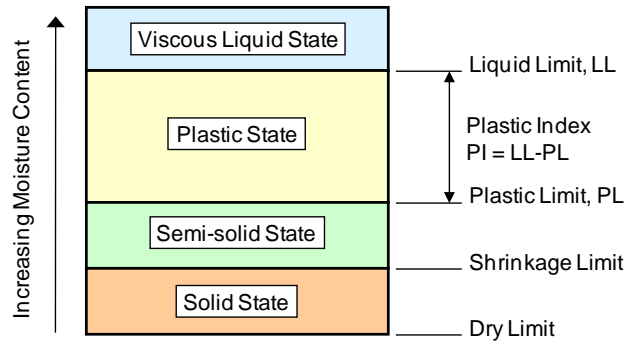 Increasing Moisture Content
Viscous Liquid State
Liquid Limit, LL
Plastic State
Plastic Index
PI = LL-PL
Plastic Limit, PL
Semi-solid State
Shrinkage Limit
Solid State
Dry Limit